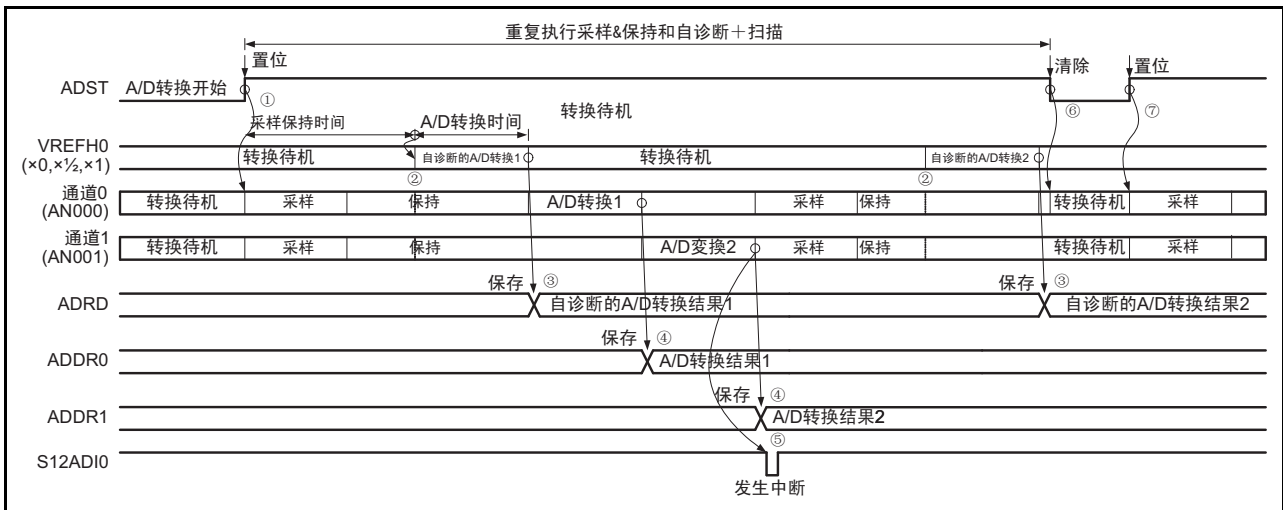 重复执行采样&保持和自诊断＋扫描
置位 清除 置位
ADST A/D转换开始 ① ⑥ ⑦
采样保持时间 A/D转换时间 转换待机
VREFH0
(×0,×½,×1)
转换待机 自诊断的A/D转换1 转换待机 自诊断的A/D转换2
② ②
通道0
(AN000)
转换待机 采样 保持 A/D转换1 采样 保持 转换待机 采样
通道1
(AN001)
转换待机 采样 保持 A/D变换2 采样 保持 转换待机 采样
保存 ③ 保存 ③
ADRD 自诊断的A/D转换结果1 自诊断的A/D转换结果2
保存 ④
ADDR0 A/D转换结果1
保存 ④
ADDR1 A/D转换结果2
⑤
S12ADI0
发生中断